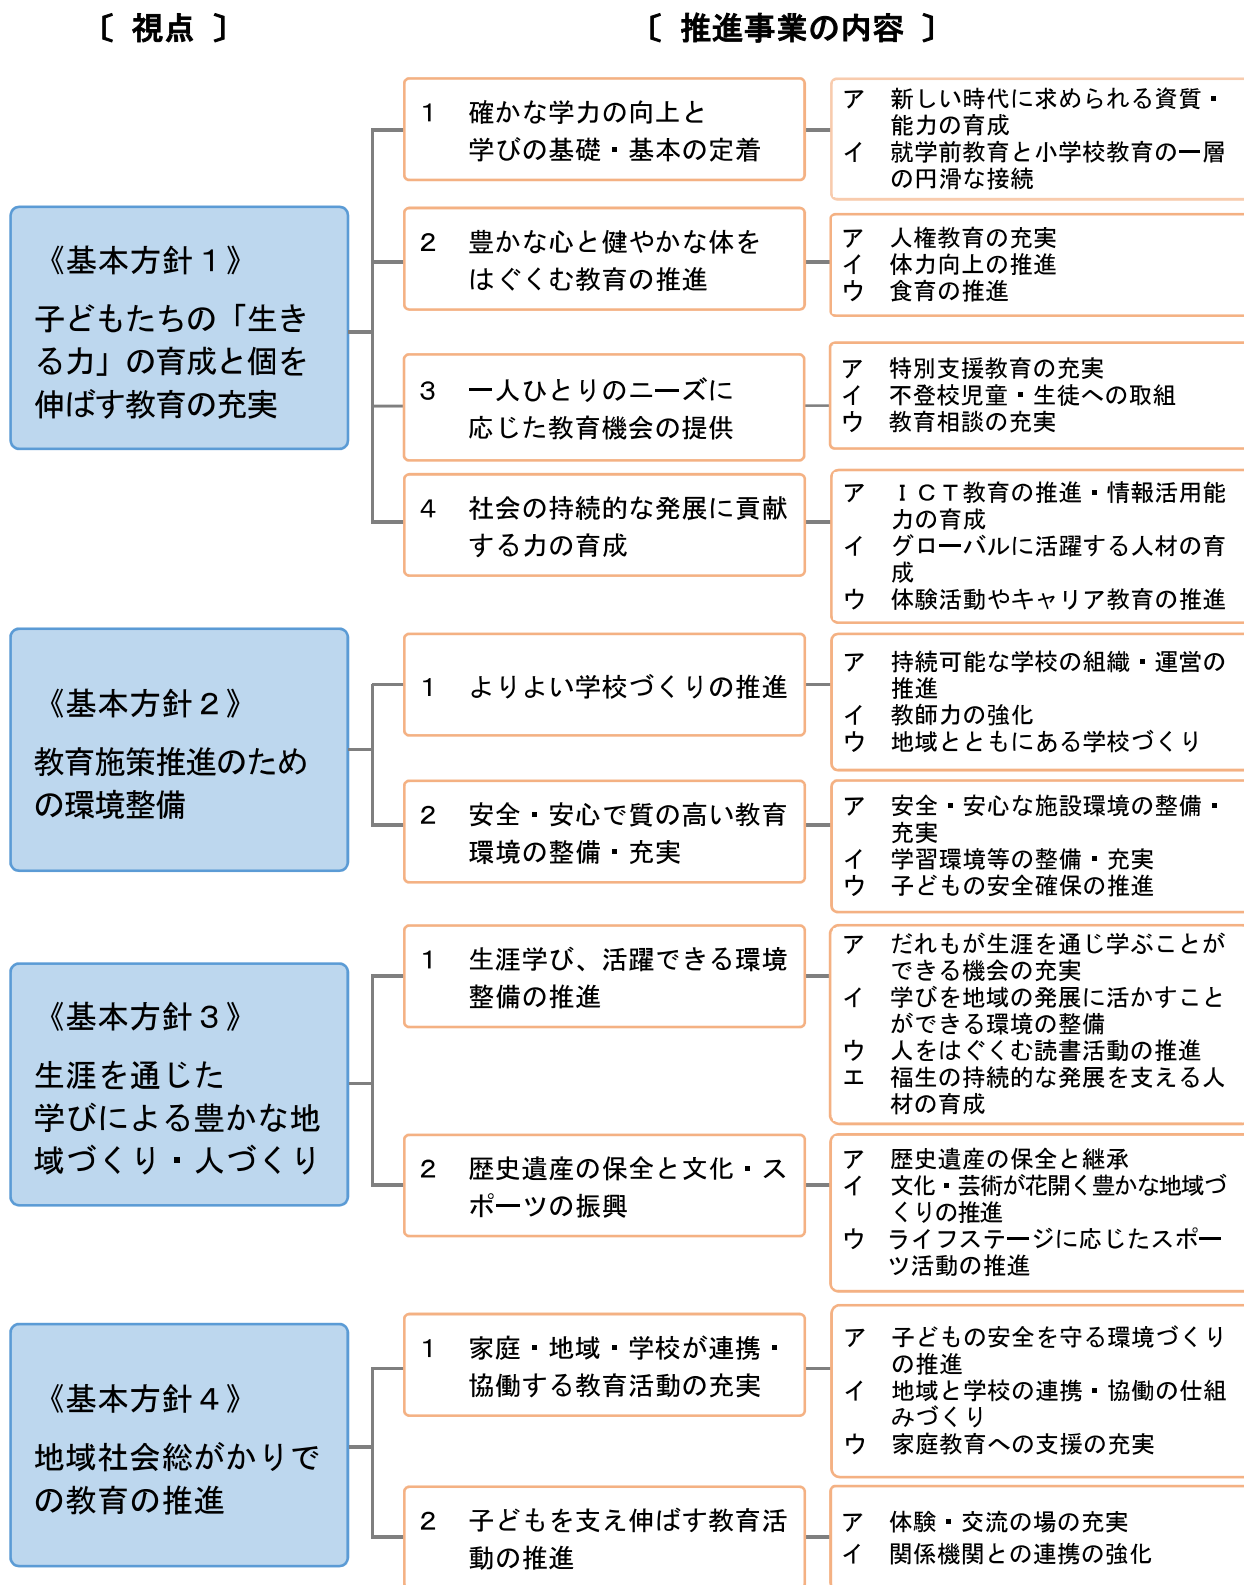 〔 視点 〕
〔 推進事業の内容 〕
《基本方針１》
子どもたちの「生き
る力」の育成と個を
伸ばす教育の充実
1 確かな学力の向上と
学びの基礎・基本の定着
ア 新しい時代に求められる資質・
能力の育成
イ 就学前教育と小学校教育の一層
の円滑な接続
2 豊かな心と健やかな体を
はぐくむ教育の推進
ア 人権教育の充実
イ 体力向上の推進
ウ 食育の推進
3 一人ひとりのニーズに
応じた教育機会の提供
ア 特別支援教育の充実
イ 不登校児童・生徒への取組
ウ 教育相談の充実
4 社会の持続的な発展に貢献
する力の育成
ア ＩＣＴ教育の推進・情報活用能
力の育成
イ グローバルに活躍する人材の育
成
ウ 体験活動やキャリア教育の推進
《基本方針２》
教育施策推進のため
の環境整備
1 よりよい学校づくりの推進
ア 持続可能な学校の組織・運営の
推進
イ 教師力の強化
ウ 地域とともにある学校づくり
2 安全・安心で質の高い教育
環境の整備・充実
ア 安全・安心な施設環境の整備・
充実
イ 学習環境等の整備・充実
ウ 子どもの安全確保の推進
《基本方針３》
生涯を通じた
学びによる豊かな地
域づくり・人づくり
1 生涯学び、活躍できる環境
整備の推進
ア だれもが生涯を通じ学ぶことが
できる機会の充実
イ 学びを地域の発展に活かすこと
ができる環境の整備
ウ 人をはぐくむ読書活動の推進
エ 福生の持続的な発展を支える人
材の育成
2 歴史遺産の保全と文化・ス
ポーツの振興
ア 歴史遺産の保全と継承
イ 文化・芸術が花開く豊かな地域づ
くりの推進
ウ ライフステージに応じたスポー
ツ活動の推進
《基本方針４》
地域社会総がかりで
の教育の推進
1 家庭・地域・学校が連携・
協働する教育活動の充実
ア 子どもの安全を守る環境づくり
の推進
イ 地域と学校の連携・協働の仕組
みづくり
ウ 家庭教育への支援の充実
2 子どもを支え伸ばす教育活
動の推進
ア 体験・交流の場の充実
イ 関係機関との連携の強化